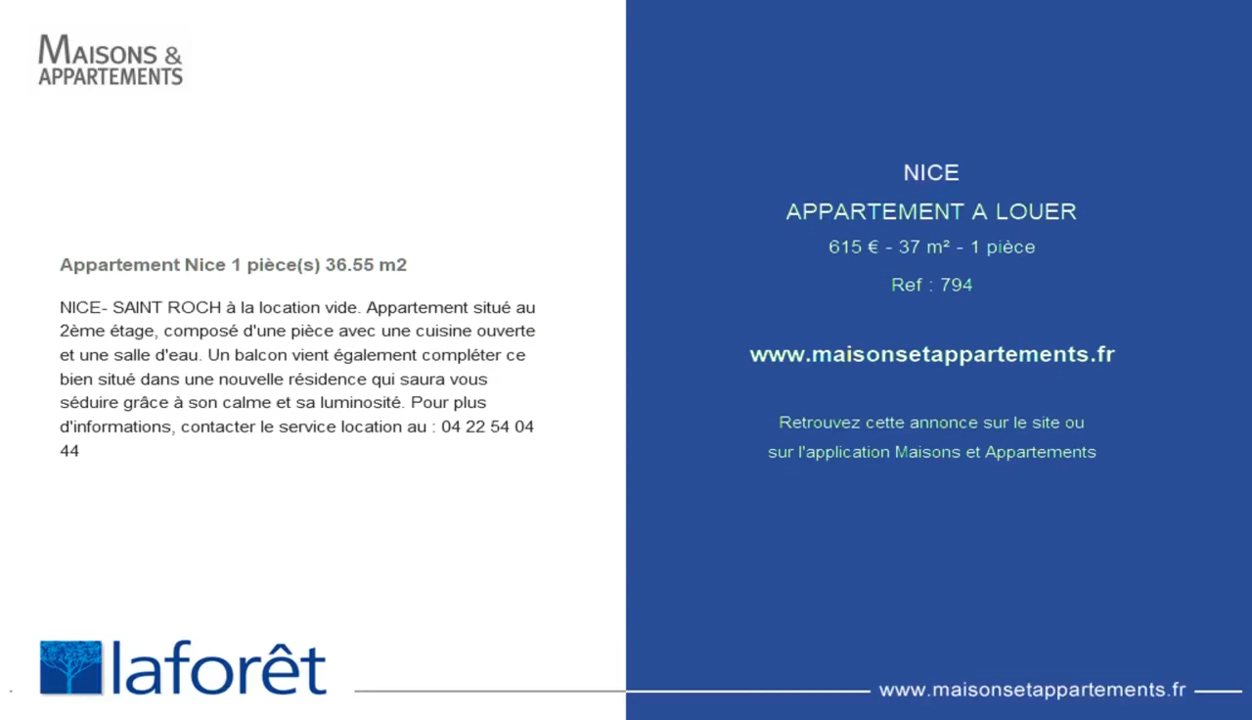 MAISONS &
APPARTEMENTS
Appartement Nice 1 pièce(s) 36.55 m2
NICE- SAINT ROCH à la location vide. Appartement situé au
2ème étage, composé d'une pièce avec une cuisine ouverte
et une salle d'eau. Un balcon vient également compléter ce
bien situé dans une nouvelle résidence qui saura vous
séduire grâce à son calme et sa luminosité. Pour plus
d'informations, contacter le service location au : 04 22 54 04
44
laforêt
NICE
APPARTEMENT A LOUER
615 € - 37 m² - 1 pièce
Ref : 794
www.maisonsetappartements.fr
Retrouvez cette annonce sur le site ou
sur l'application Maisons et Appartements
www.maisonsetappartements.fr